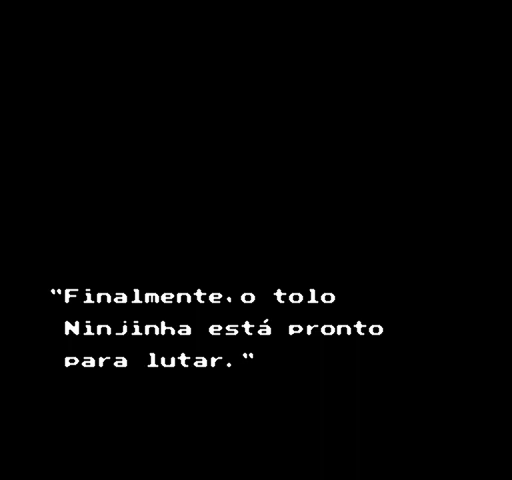 "Finalmente,o tolo
Ninjinha está pronto
para lutar."